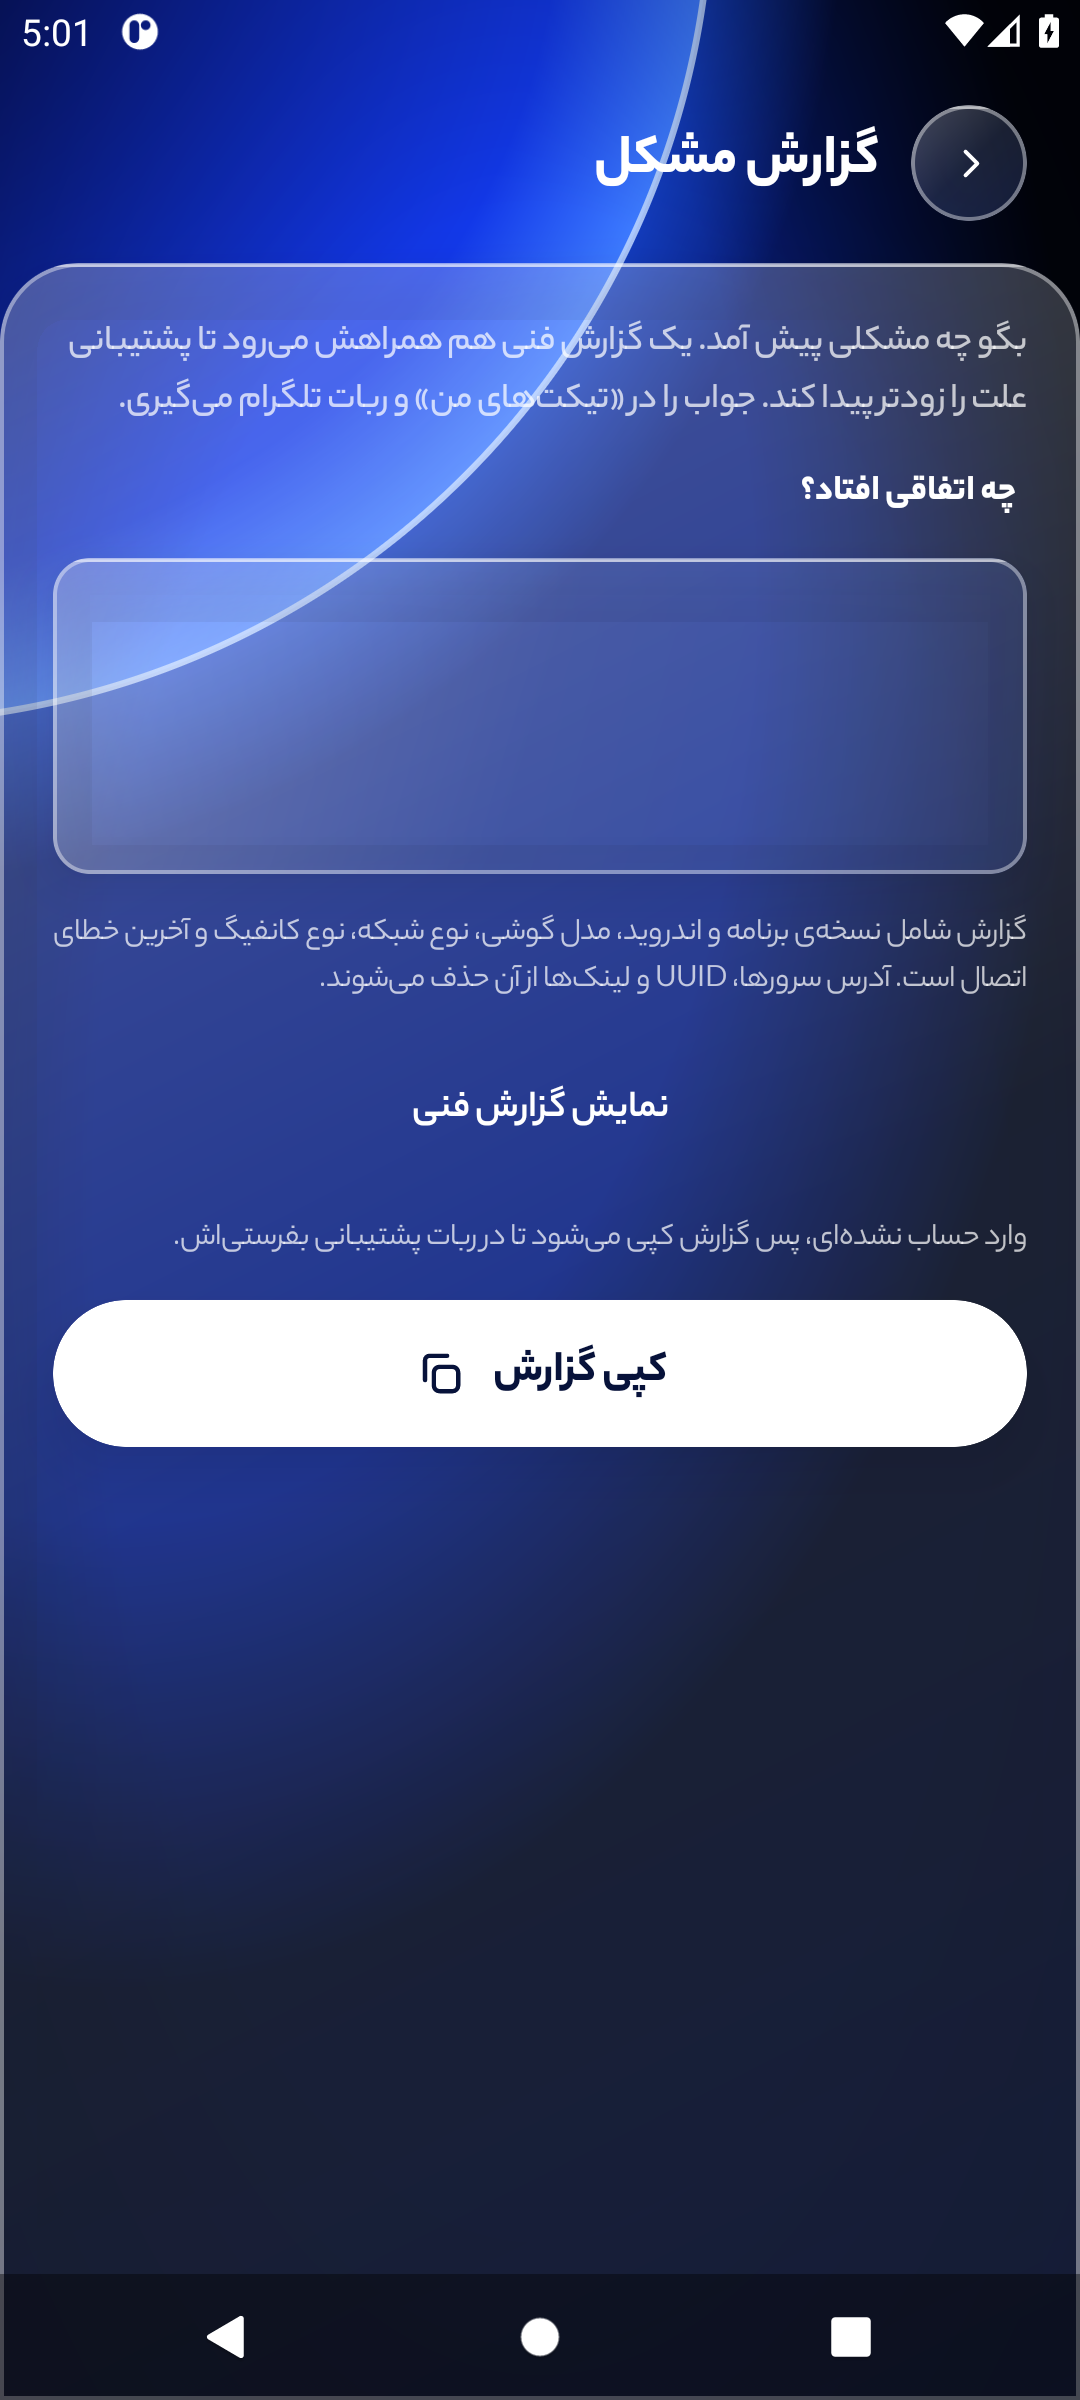 5:01
گزارش مشکل
بگو چه مشکلی پیش آمد. یک گزارش فنی هم همراهش می‌رود تا پشتیبانی
علت را زودتر پیدا کند. جواب را در «تیکت‌های من» و ربات تلگرام می‌گیری.
چه اتفاقی افتاد؟
گزارش شامل نسخه‌ی برنامه و اندروید، مدل گوشی، نوع شبکه، نوع کانفیگ و آخرین خطای
اتصال است. آدرس سرورها، UUID و لینک‌ها از آن حذف می‌شوند.
نمایش گزارش فنی
وارد حساب نشده‌ای، پس گزارش کپی می‌شود تا در ربات پشتیبانی بفرستی‌اش.
کپی گزارش